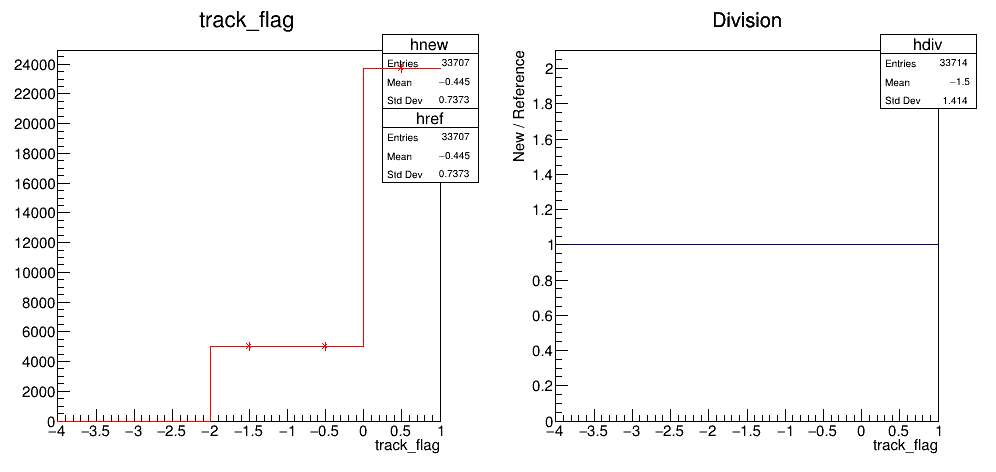 track_flag
hnew
Entries 33707
Mean −0.445
Std Dev 0.7373
href
Entries 33707
Mean −0.445
Std Dev 0.7373
24000
22000
20000
18000
16000
14000
12000
10000
8000
6000
4000
2000
0
−4 −3.5 −3 −2.5 −2 −1.5 −1 −0.5 0 0.5 1
track_flag
Division
hdiv
Entries 33714
Mean −1.5
Std Dev 1.414
New / Reference
2
1.8
1.6
1.4
1.2
1
0.8
0.6
0.4
0.2
0
−4 −3.5 −3 −2.5 −2 −1.5 −1 −0.5 0 0.5 1
track_flag